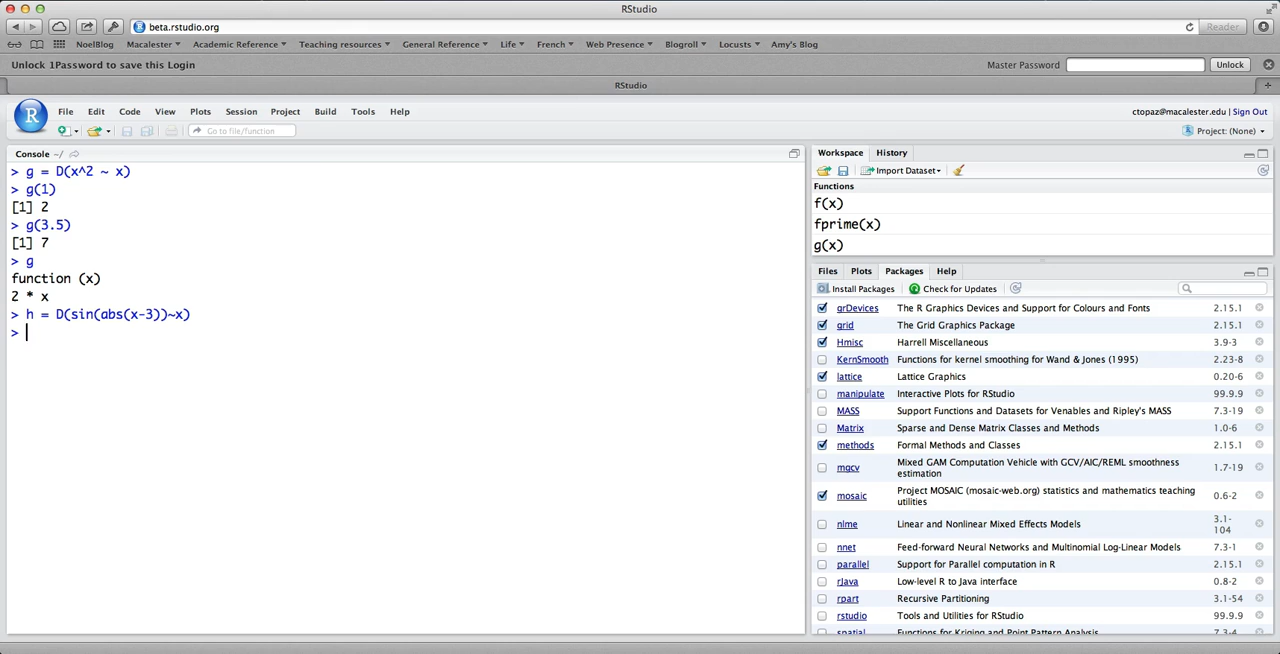 RStudio
beta.rstudio.org
Reader
NoelBlog Macalester Academic Reference Teaching resources General Reference Life French Web Presence Blogroll Locusts Amy's Blog
Unlock 1Password to save this Login
Master Password
Unlock
RStudio
R
File Edit Code View Plots Session Project Build Tools Help
ctopaz@macalester.edu | Sign Out
Go to file/function
Project: (None)
Console ~/
> g = D(x^2 ~ x)
> g(1)
[1] 2
> g(3.5)
[1] 7
> g
function (x)
2 * x
> h = D(sin(abs(x-3))~x)
>
Workspace History
Import Dataset
Functions
f(x)
fprime(x)
g(x)
Files Plots Packages Help
Install Packages Check for Updates
grDevices The R Graphics Devices and Support for Colours and Fonts 2.15.1
grid The Grid Graphics Package 2.15.1
Hmisc Harrell Miscellaneous 3.9-3
KernSmooth Functions for kernel smoothing for Wand & Jones (1995) 2.23-8
lattice Lattice Graphics 0.20-6
manipulate Interactive Plots for RStudio 99.9.9
MASS Support Functions and Datasets for Venables and Ripley's MASS 7.3-19
Matrix Sparse and Dense Matrix Classes and Methods 1.0-6
methods Formal Methods and Classes 2.15.1
mgcv Mixed GAM Computation Vehicle with GCV/AIC/REML smoothness 1.7-19
estimation
mosaic Project MOSAIC (mosaic-web.org) statistics and mathematics teaching 0.6-2
utilities
nlme Linear and Nonlinear Mixed Effects Models 3.1-
104
nnet Feed-forward Neural Networks and Multinomial Log-Linear Models 7.3-1
parallel Support for Parallel computation in R 2.15.1
rJava Low-level R to Java interface 0.8-2
rpart Recursive Partitioning 3.1-54
rstudio Tools and Utilities for RStudio 99.9.9
spatial Functions for Kriging and Point Pattern Analysis 7.3-4